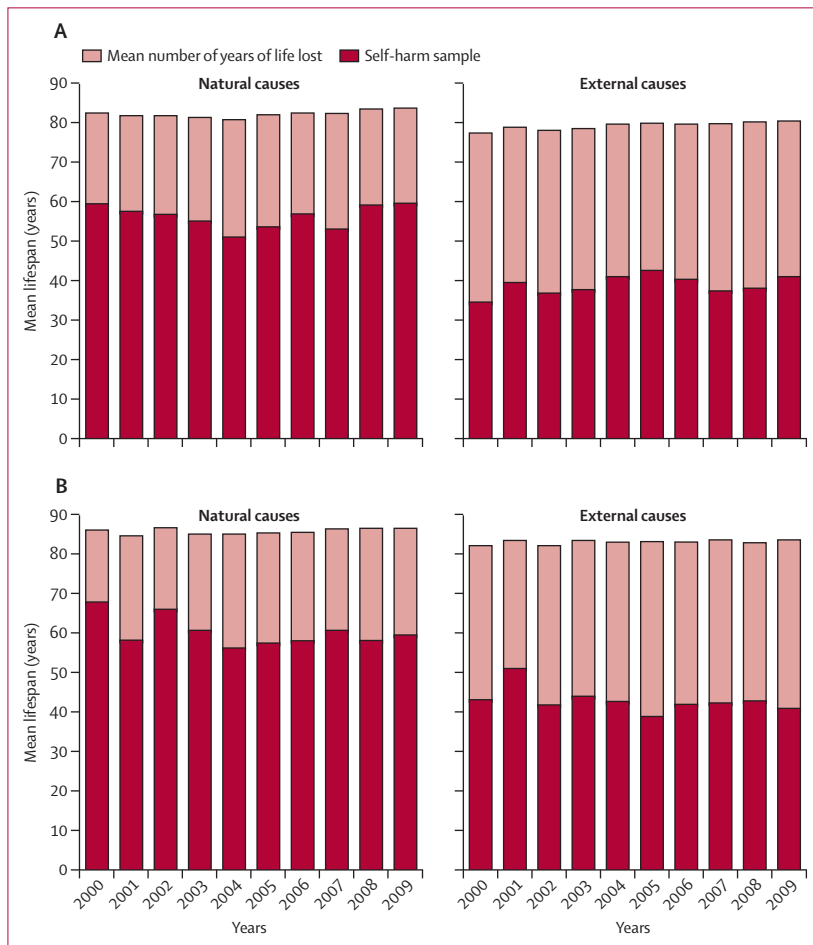 A
Mean number of years of life lost Self-harm sample
Natural causes External causes
90
80
70
60
50
40
30
20
10
0
Mean lifespan (years)
B
Natural causes External causes
90
80
70
60
50
40
30
20
10
0
Mean lifespan (years)
2000 2001 2002 2003 2004 2005 2006 2007 2008 2009 2000 2001 2002 2003 2004 2005 2006 2007 2008 2009
Years Years